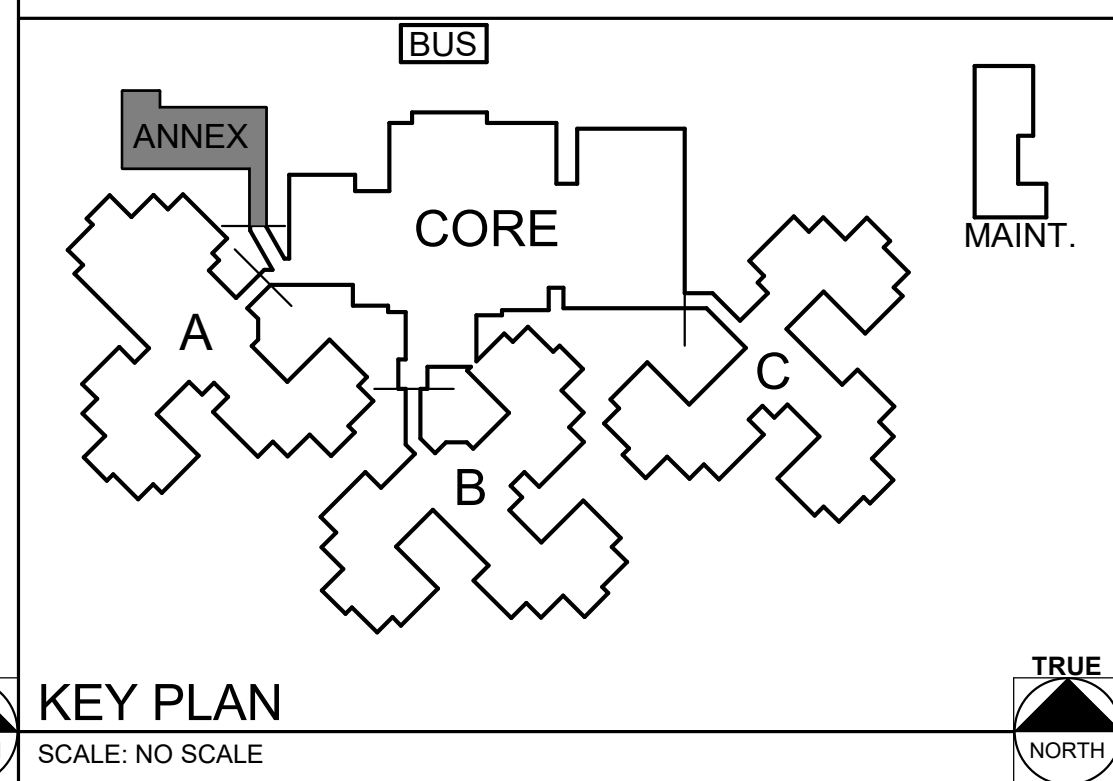 BUS
ANNEX
CORE
MAINT.
A
C
B
KEY PLAN
SCALE: NO SCALE
TRUE
NORTH